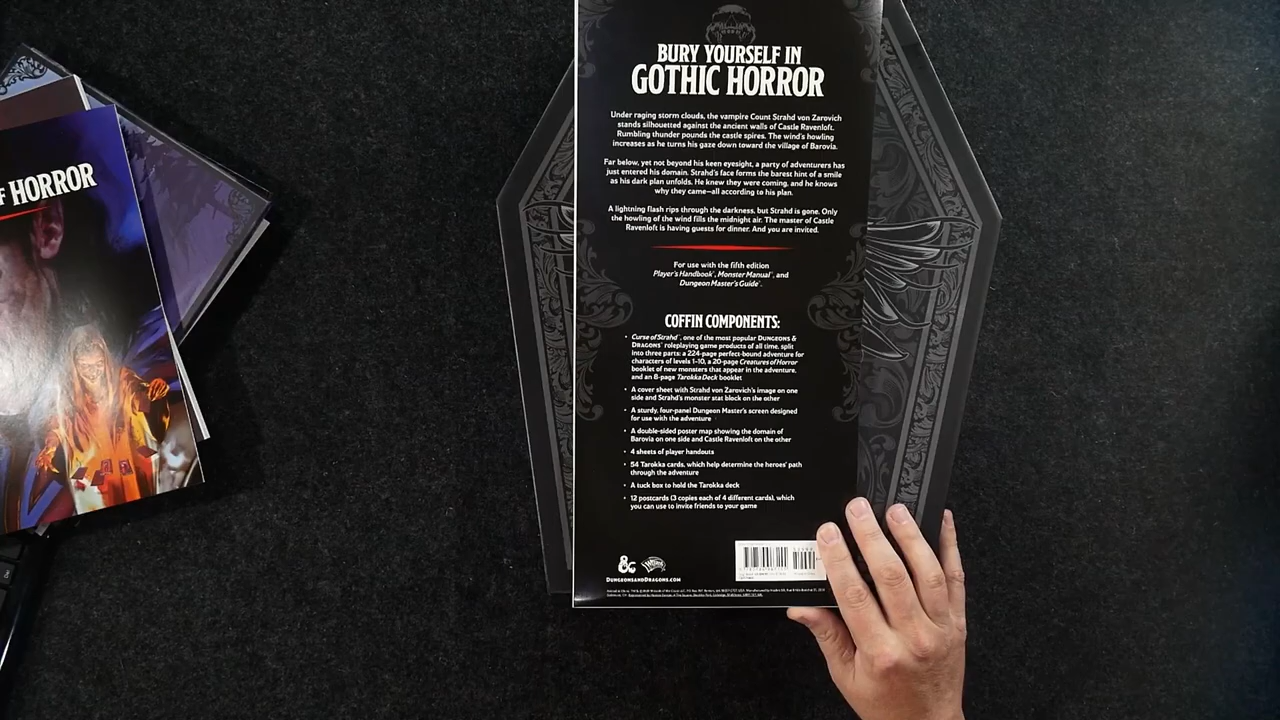 F HORROR
BURY YOURSELF IN
GOTHIC HORROR
Under raging storm clouds, the vampire Count Strahd von Zarovich
stands silhouetted against the ancient walls of Castle Ravenloft.
Rumbling thunder pounds the castle spires. The wind's howling
increases as he turns his gaze down toward the village of Barovia.
Far below, yet not beyond his keen eyesight, a party of adventurers has
just entered his domain. Strahd's face forms the barest hint of a smile
as his dark plan unfolds. He knew they were coming, and he knows
why they came—all according to his plan.
A lightning flash rips through the darkness, but Strahd is gone. Only
the howling of the wind fills the midnight air. The master of Castle
Ravenloft is having guests for dinner. And you are invited.
For use with the fifth edition
Player's Handbook, Monster Manual, and
Dungeon Master's Guide.
COFFIN COMPONENTS:
• Curse of Strahd, one of the most popular DUNGEONS &
DRAGONS roleplaying game products of all time, split
into three parts: a 224-page perfect-bound adventure for
characters of levels 1-10, a 20-page Creatures of Horror
booklet of new monsters that appear in the adventure,
and an 8-page Tarokka Deck booklet
• A cover sheet with Strahd von Zarovich's image on one
side and Strahd's monster stat block on the other
• A sturdy, four-panel Dungeon Master's screen designed
for use with the adventure
• A double-sided poster map showing the domain of
Barovia on one side and Castle Ravenloft on the other
• 4 sheets of player handouts
• 54 Tarokka cards, which help determine the heroes' path
through the adventure
• A tuck box to hold the Tarokka deck
• 12 postcards (3 copies each of 4 different cards), which
you can use to invite friends to your game
&
DUNGEONSANDDRAGONS.COM